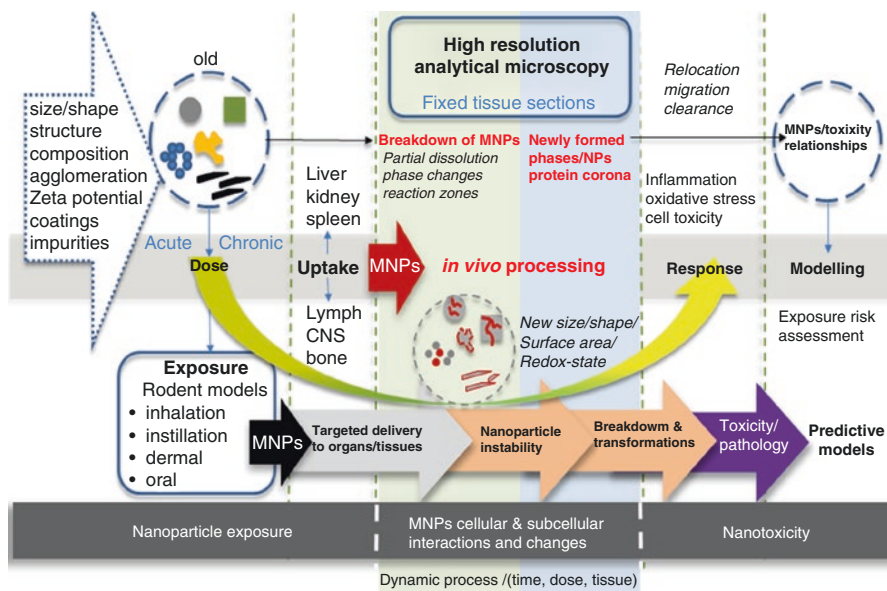 old
size/shape
structure
composition
agglomeration
Zeta potential
coatings
impurities
High resolution
analytical microscopy
Fixed tissue sections
Relocation
migration
clearance
Breakdown of MNPs
Partial dissolution
phase changes
reaction zones
Newly formed
phases/NPs
protein corona
MNPs/toxixity
relationships
Liver
kidney
spleen
Inflammation
oxidative stress
cell toxicity
Acute Chronic
Dose
Uptake
MNPs
in vivo processing
Response
Modelling
Lymph
CNS
bone
New size/shape/
Surface area/
Redox-state
Exposure risk
assessment
Exposure
Rodent models
• inhalation
• instillation
• dermal
• oral
MNPs
Targeted delivery
to organs/tissues
Nanoparticle
instability
Breakdowm &
transformations
Toxicity/
pathology
Predictive
models
Nanoparticle exposure
MNPs cellular & subcellular
interactions and changes
Nanotoxicity
Dynamic process /(time, dose, tissue)